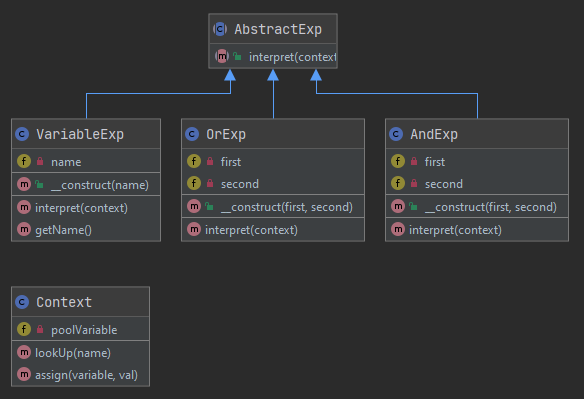 AbstractExp
interpret(context
VariableExp
name
__construct(name)
interpret(context)
getName()
OrExp
first
second
__construct(first, second)
interpret(context)
AndExp
first
second
__construct(first, second)
interpret(context)
Context
poolVariable
lookUp(name)
assign(variable, val)